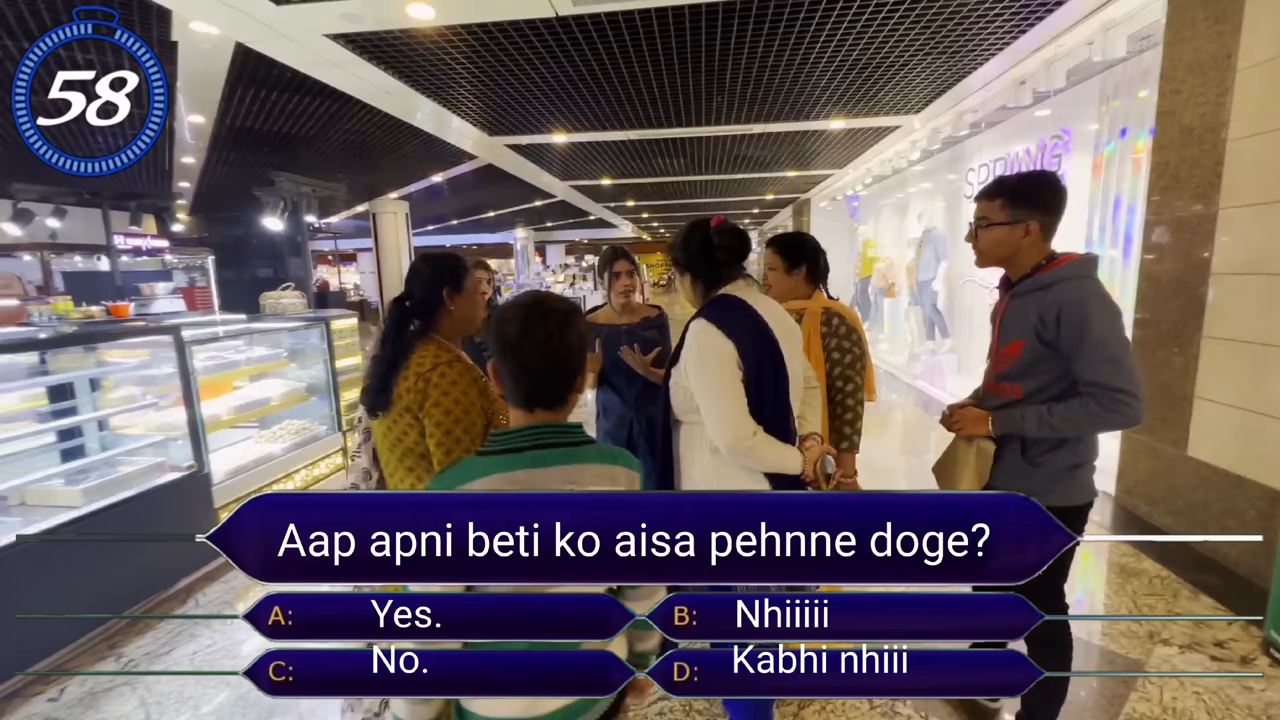 58
SPRING
Aap apni beti ko aisa pehnne doge?
A: Yes.
B: Nhiiiii
C: No.
D: Kabhi nhiii